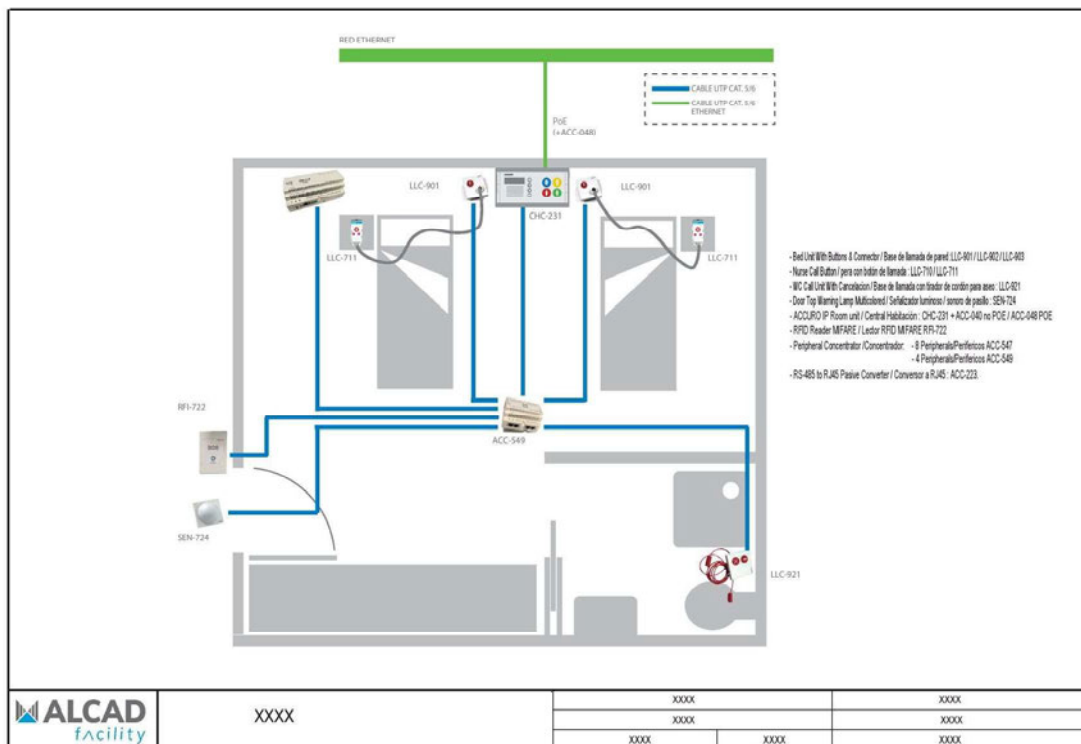 RED ETHERNET
CABLE UTP CAT. 5/6
CABLE UTP CAT. 5/6
ETHERNET
PoE
(+ACC-048)
LLC-901
LLC-901
CHC-231
LLC-711
LLC-711
- Bed Unit With Buttons & Connector / Base de llamada de pared :LLC-901 / LLC-902 / LLC-903
- Nurse Call Button / pera con botón de llamada : LLC-710 / LLC-711
- WC Call Unit With Cancelacion / Base de llamada con tirador de cordón para aseo : LLC-921
- Door Top Warning Lamp Multicolored / Señalizador luminoso / sonoro de pasillo : SEN-724
- ACCURO IP Room unit / Central Habitación : CHC-231 + ACC-040 no POE / ACC-048 POE
- RFID Reader MIFARE / Lector RFID MIFARE RFI-722
- Peripheral Concentrator /Concentrador: - 8 Peripherals/Perifericos ACC-547
- 4 Peripherals/Perifericos ACC-549
- RS-485 to RJ45 Pasive Converter / Conversor a RJ45 : ACC-223.
RFI-722
ACC-549
SEN-724
LLC-921
ALCAD
facility
XXXX
XXXX
XXXX
XXXX
XXXX
XXXX
XXXX
XXXX